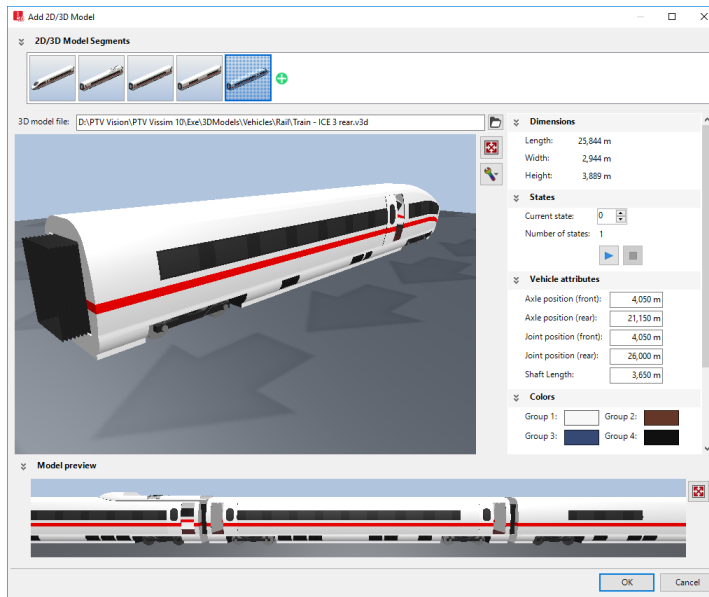 Add 2D/3D Model
2D/3D Model Segments
3D model file: D:\PTV Vision\PTV Vissim 10\Exe\3DModels\Vehicles\Rail\Train - ICE 3 rear.v3d
Dimensions
Length: 25,844 m
Width: 2,944 m
Height: 3,889 m
States
Current state: 0
Number of states: 1
Vehicle attributes
Axle position (front): 4,050 m
Axle position (rear): 21,150 m
Joint position (front): 4,050 m
Joint position (rear): 26,000 m
Shaft Length: 3,650 m
Colors
Group 1: Group 2:
Group 3: Group 4:
Model preview
OK Cancel